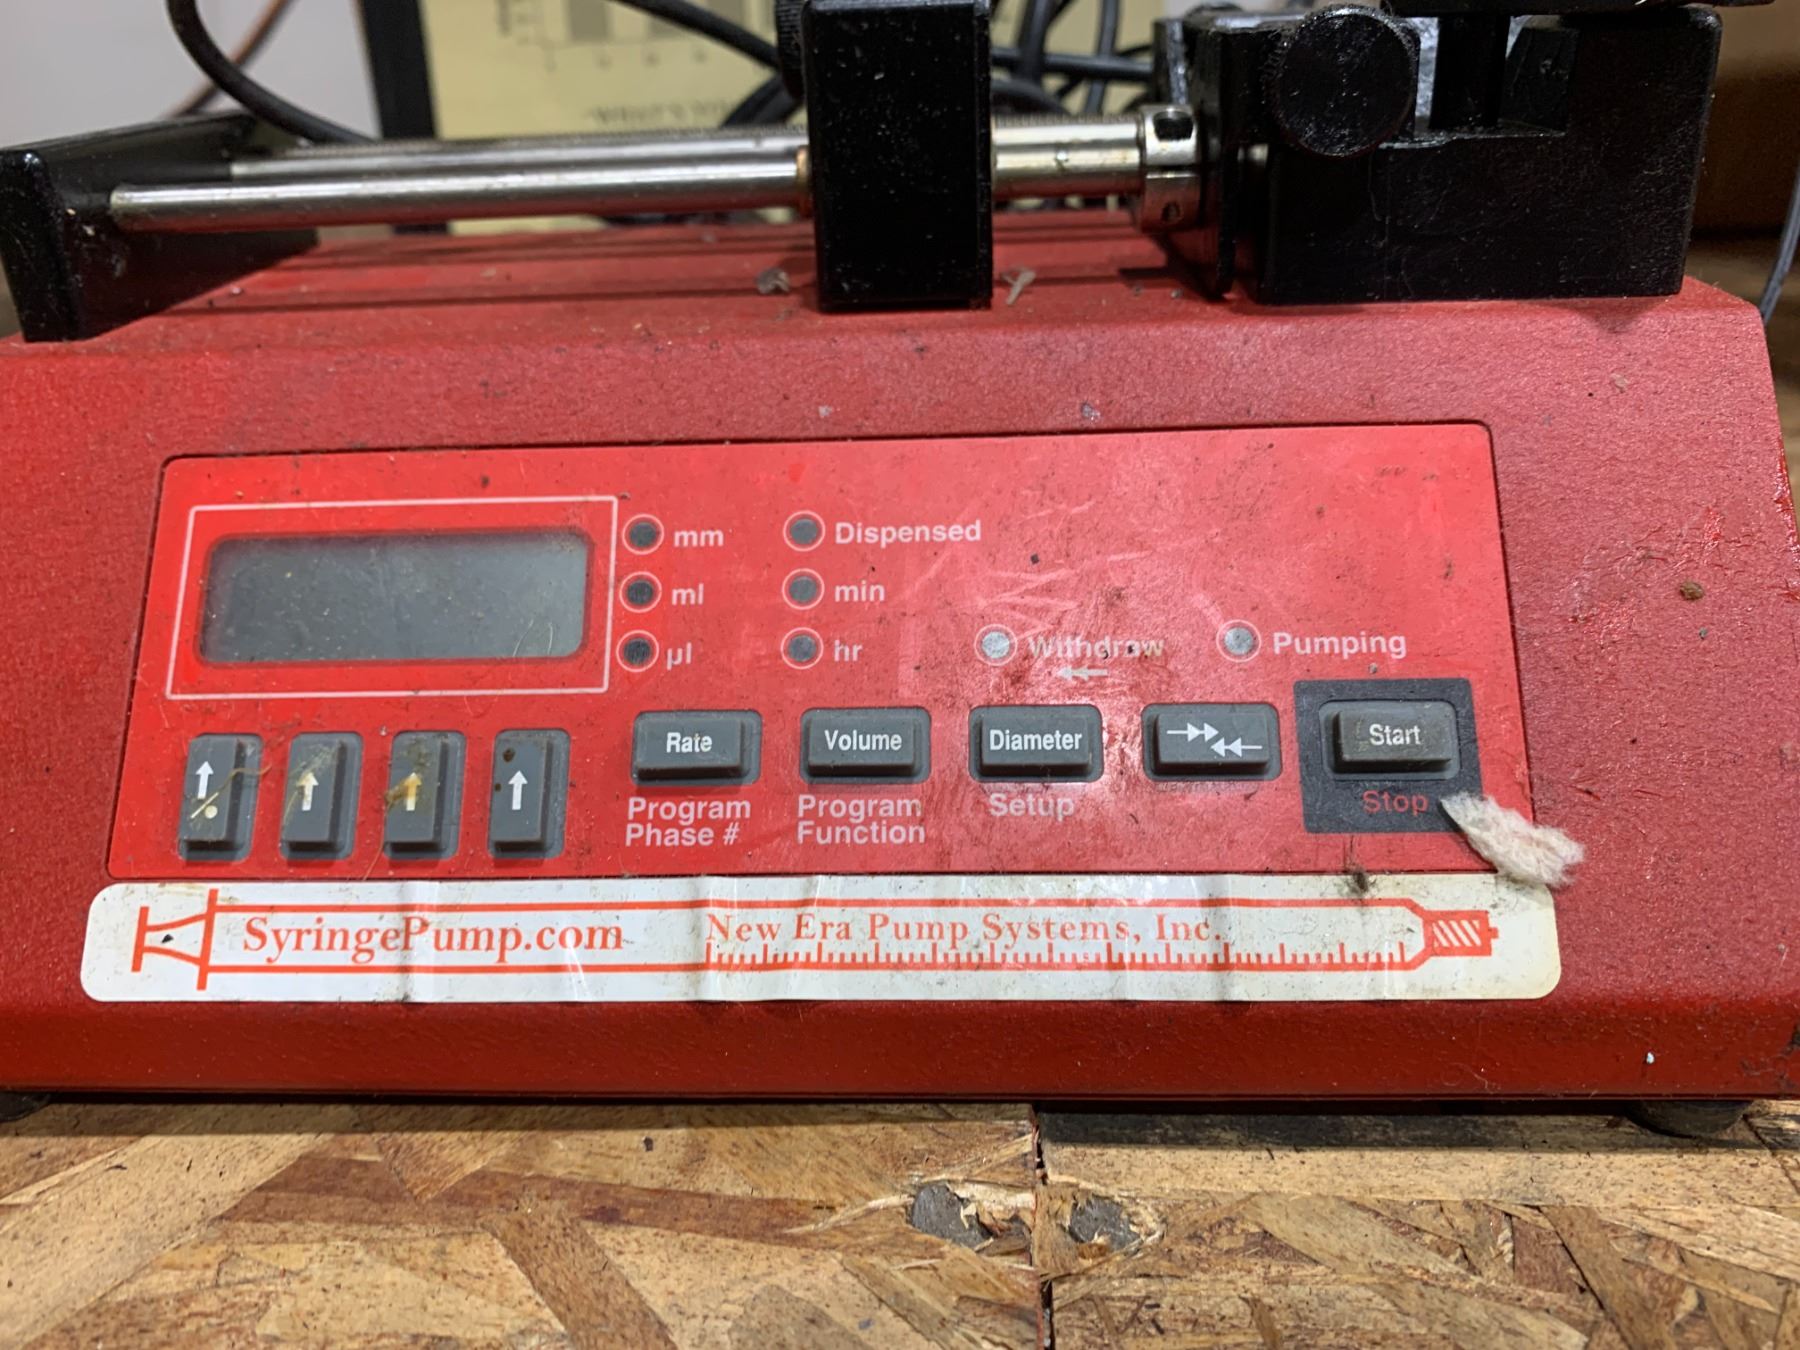 mm
Dispensed
ml
min
µl
hr
Withdraw
Pumping
Rate
Volume
Diameter
Start
Program
Phase #
Program
Function
Setup
Stop
SyringePump.com
New Era Pump Systems, Inc.